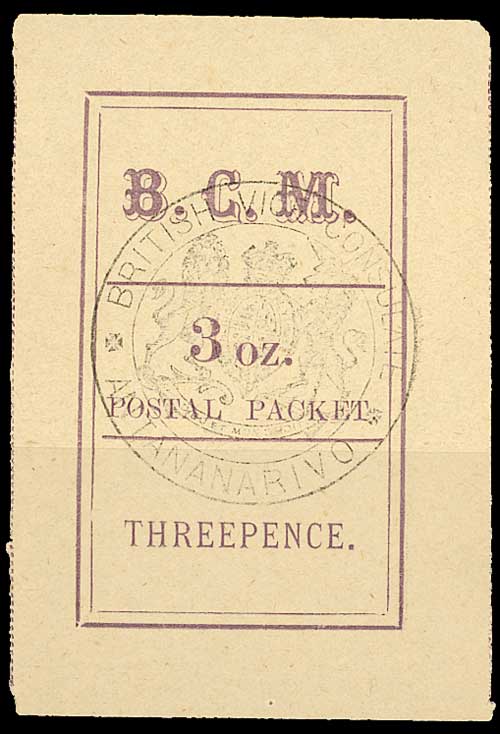 B. C. M.
3 oz.
POSTAL PACKET.
THREEPENCE.
BRITISH VICE-CONSULATE
ANTANANARIVO